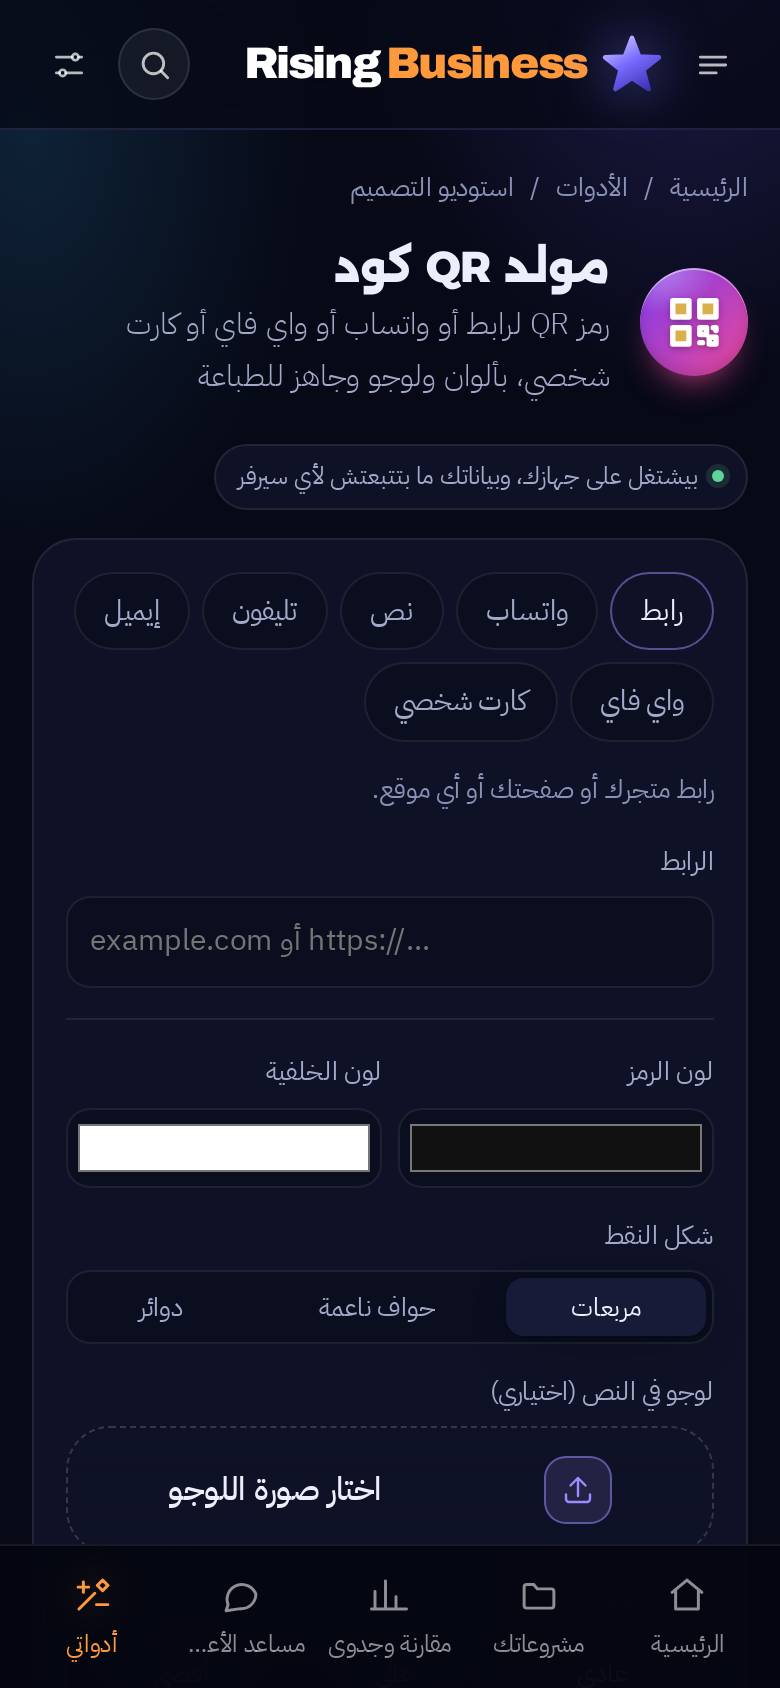 Rising Business
الرئيسية / الأدوات / استوديو التصميم
مولد QR كود
رمز QR لرابط أو واتساب أو واي فاي أو كارت
شخصي، بألوان ولوجو وجاهز للطباعة
بيشتغل على جهازك، وبياناتك ما بتتبعتش لأي سيرفر
رابط
واتساب
نص
تليفون
إيميل
واي فاي
كارت شخصي
رابط متجرك أو صفحتك أو أي موقع.
الرابط
example.com أو https://...
لون الرمز
لون الخلفية
شكل النقط
مربعات
حواف ناعمة
دوائر
لوجو في النص (اختياري)
اختار صورة اللوجو
الرئيسية
مشروعاتك
مقارنة وجدوى
مساعد الأعـ...
أدواتي